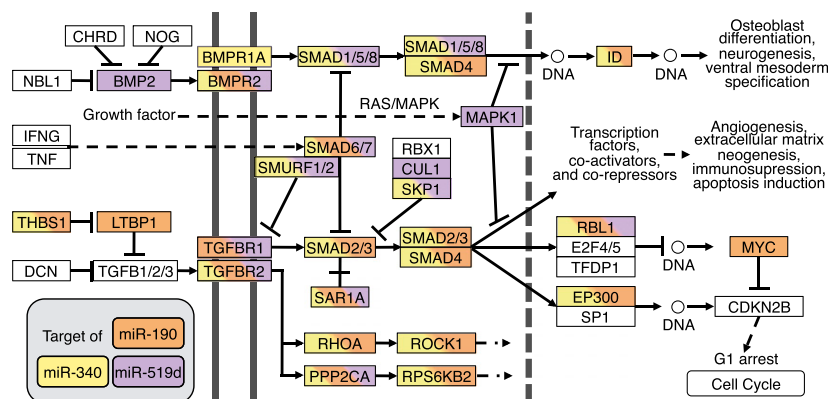 CHRD
NOG
NBL1
BMP2
BMPR1A
BMPR2
SMAD1/5/8
SMAD1/5/8
SMAD4
DNA
ID
DNA
Osteoblast
differentiation,
neurogenesis,
ventral mesoderm
specification
Growth factor
RAS/MAPK
MAPK1
IFNG
TNF
SMAD6/7
SMURF1/2
RBX1
CUL1
SKP1
Transcription
factors,
co-activators,
and co-repressors
Angiogenesis,
extracellular matrix
neogenesis,
immunosupression,
apoptosis induction
THBS1
LTBP1
DCN
TGFB1/2/3
TGFBR1
TGFBR2
SMAD2/3
SMAD2/3
SMAD4
SAR1A
RBL1
E2F4/5
TFDP1
DNA
MYC
EP300
SP1
DNA
CDKN2B
G1 arrest
Cell Cycle
RHOA
ROCK1
PPP2CA
RPS6KB2
Target of
miR-190
miR-340
miR-519d